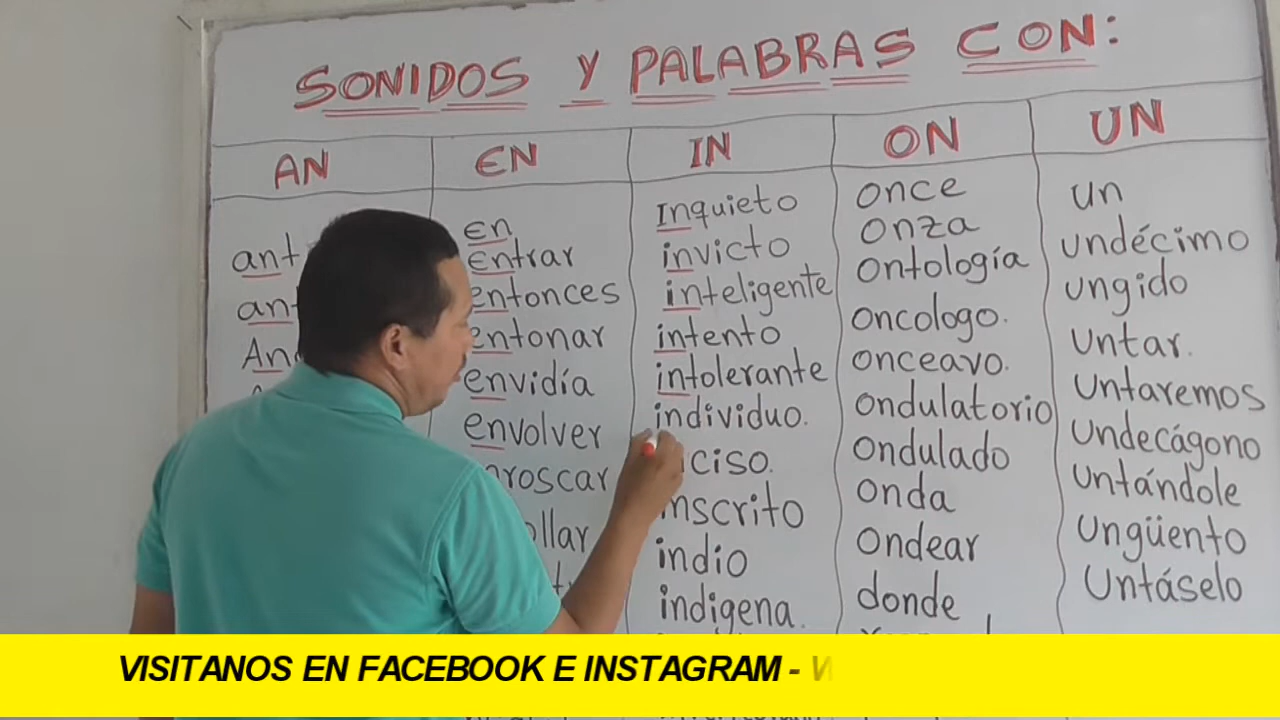 SONIDOS Y PALABRAS CON:
AN EN IN ON UN
En
entrar
entonces
entonar
envidía
envolver
Inquieto
invicto
inteligente
intento
intolerante
individuo.
inscrito
indio
indigena.
once
onza
ontología
oncologo.
onceavo.
ondulatorio
ondulado
onda
ondear
donde
un
undécimo
ungido
untar.
untaremos
undecágono
untándole
ungüento
untáselo
VISITANOS EN FACEBOOK E INSTAGRAM -